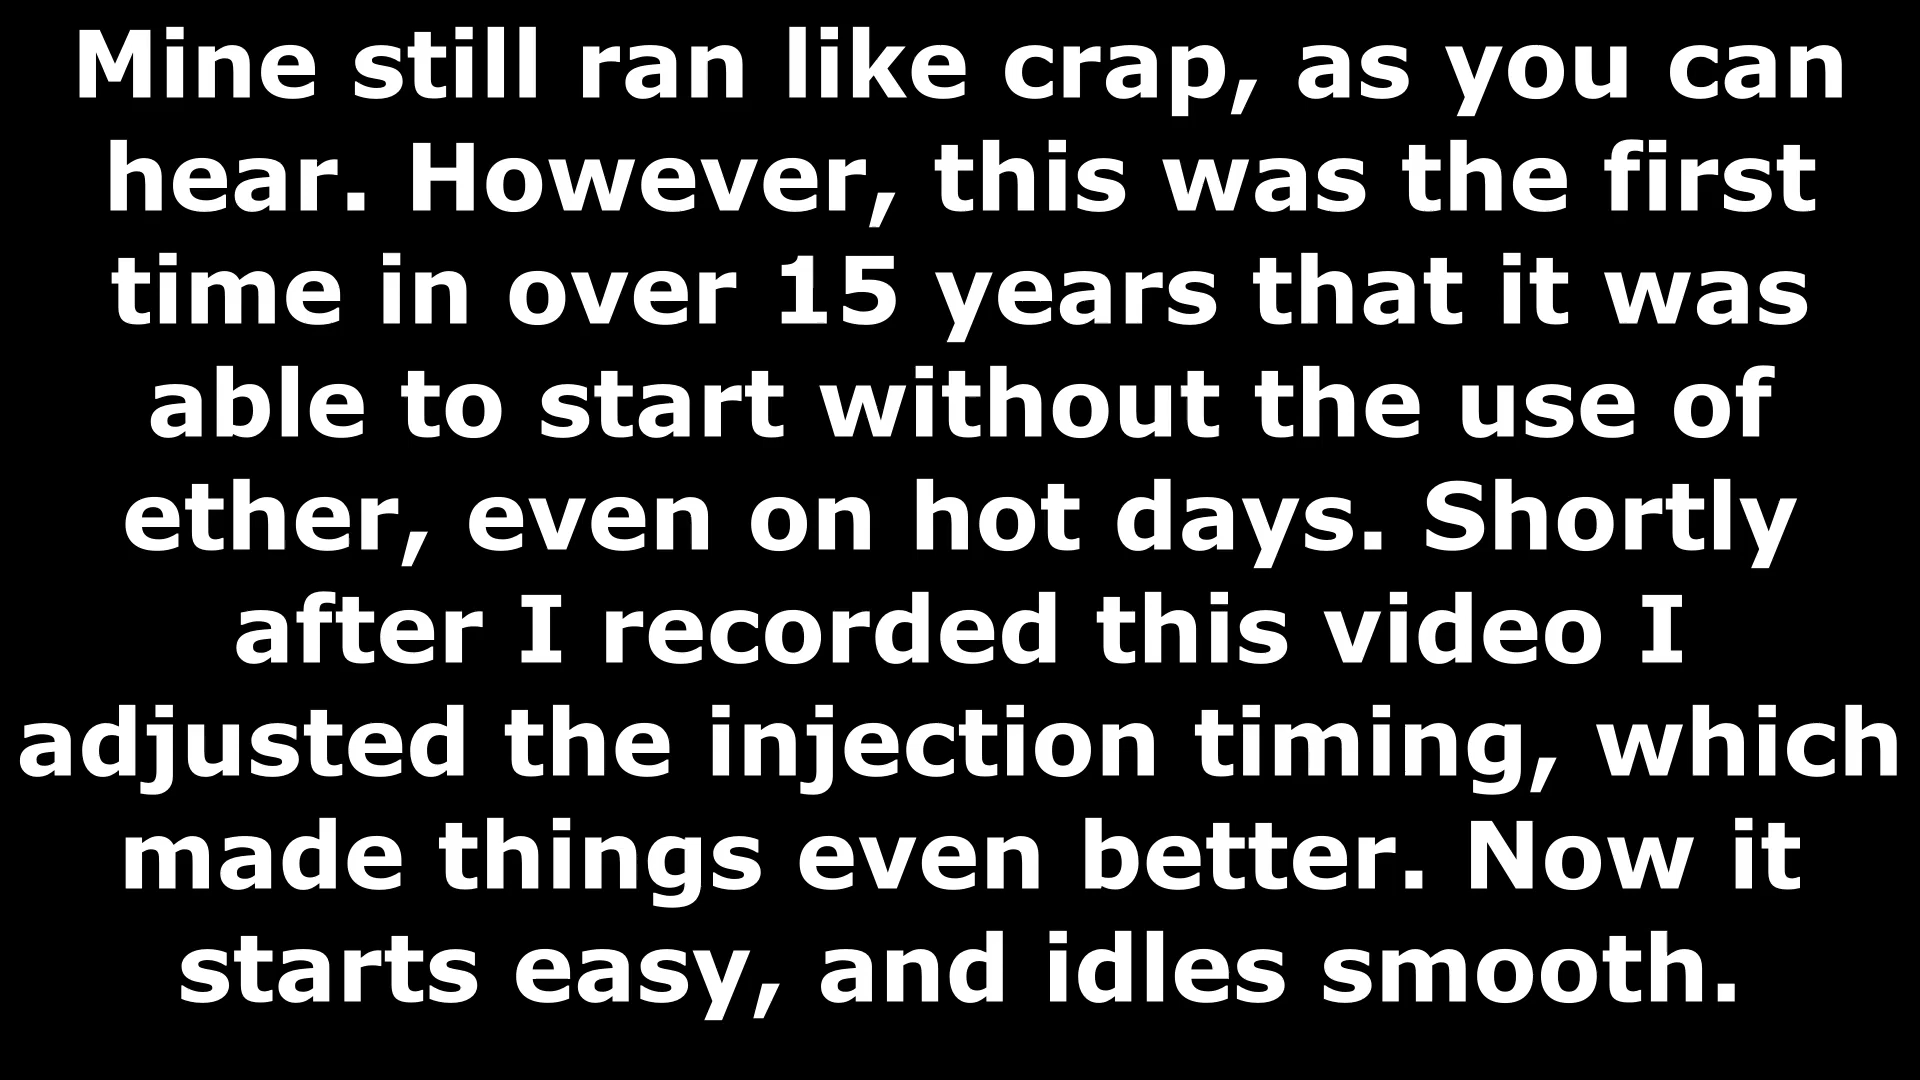 Mine still ran like crap, as you can
hear. However, this was the first
time in over 15 years that it was
able to start without the use of
ether, even on hot days. Shortly
after I recorded this video I
adjusted the injection timing, which
made things even better. Now it
starts easy, and idles smooth.